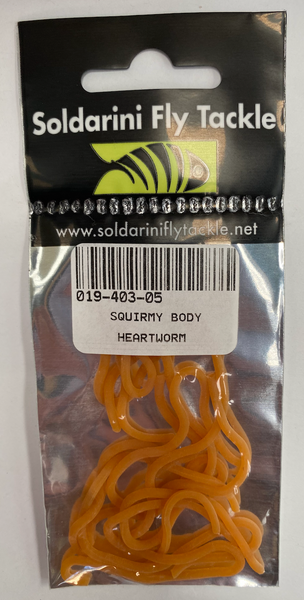 Soldarini Fly Tackle
www.soldariniflytackle.net
019-403-05
SQUIRMY BODY
HEARTWORM